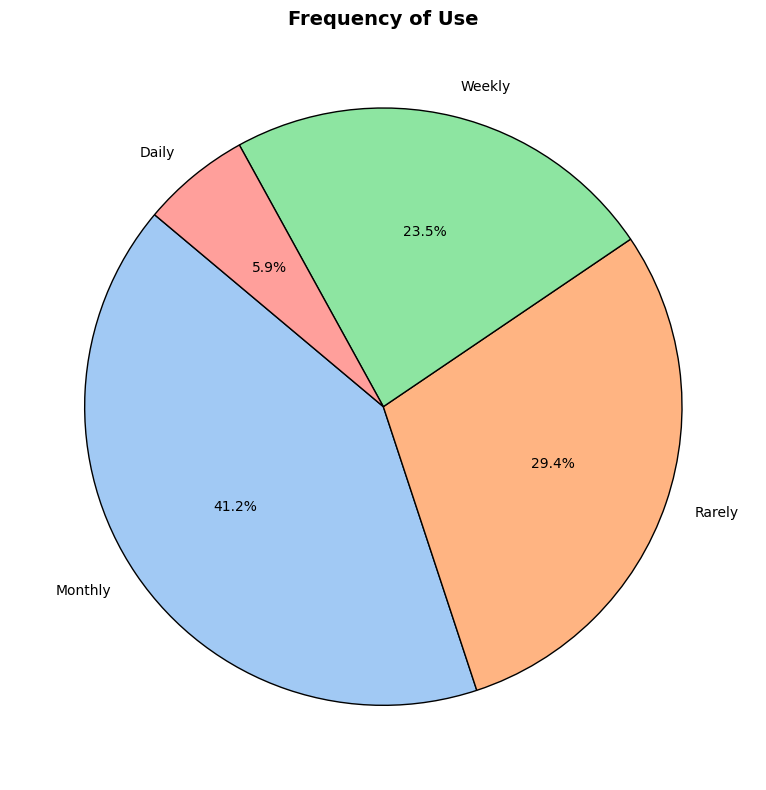 Frequency of Use
Weekly
Daily
23.5%
5.9%
29.4%
41.2%
Rarely
Monthly